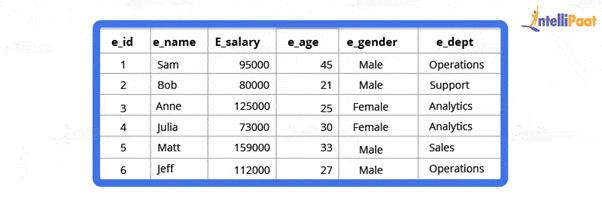 IntelliPaat
e_id e_name E_salary e_age e_gender e_dept
1 Sam 95000 45 Male Operations
2 Bob 80000 21 Male Support
3 Anne 125000 25 Female Analytics
4 Julia 73000 30 Female Analytics
5 Matt 159000 33 Male Sales
6 Jeff 112000 27 Male Operations